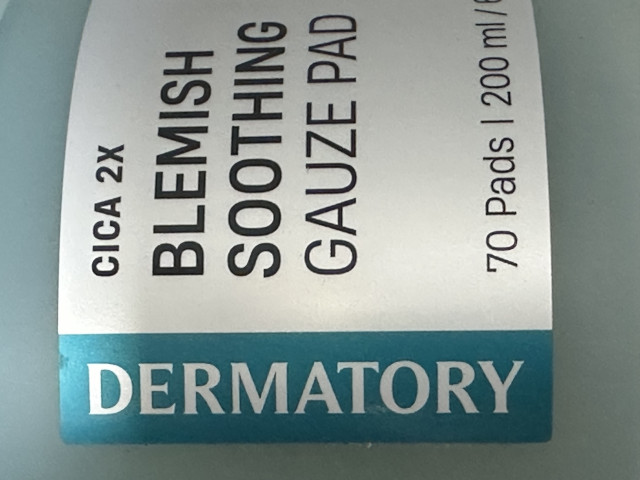 CICA 2X
BLEMISH
SOOTHING
GAUZE PAD
70 Pads | 200 ml /
DERMATORY